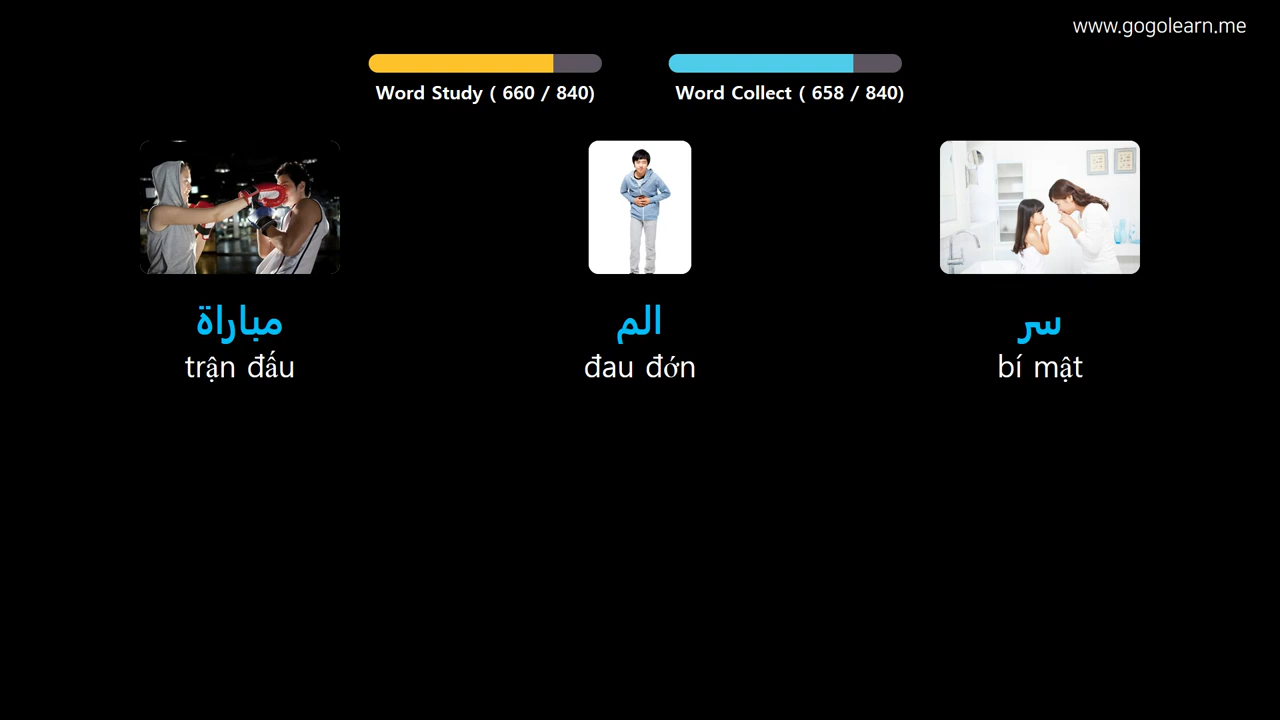 www.gogolearn.me
Word Study ( 660 / 840)
Word Collect ( 658 / 840)
مباراة
trận đấu
الم
đau đớn
سر
bí mật